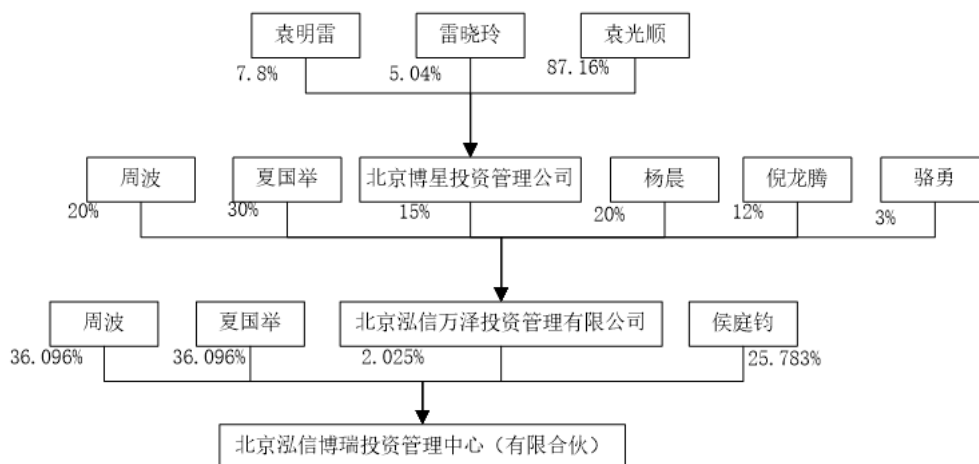 袁明雷 雷晓玲 袁光顺
7.8% 5.04% 87.16%
周波 夏国举 北京博星投资管理公司 杨晨 倪龙腾 骆勇
20% 30% 15% 20% 12% 3%
周波 夏国举 北京泓信万泽投资管理有限公司 侯庭钧
36.096% 36.096% 2.025% 25.783%
北京泓信博瑞投资管理中心（有限合伙）